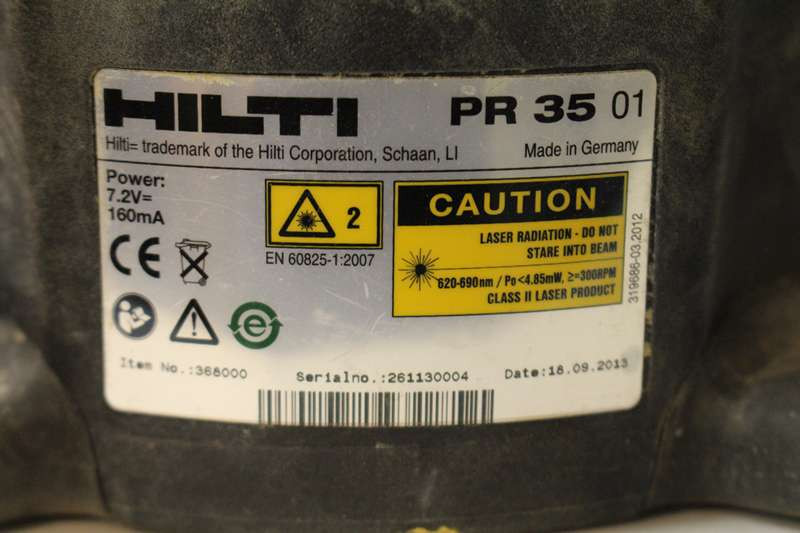 HILTI PR 35 01
Hilti= trademark of the Hilti Corporation, Schaan, LI Made in Germany
Power:
7.2V=
160mA
2
EN 60825-1:2007
CAUTION
LASER RADIATION - DO NOT
STARE INTO BEAM
620-690nm / Po<4.85mW, ≥=300RPM
CLASS II LASER PRODUCT
319686-03.2012
CE
e
Item No.:368000 Serialno.:261130004 Date:18.09.2013